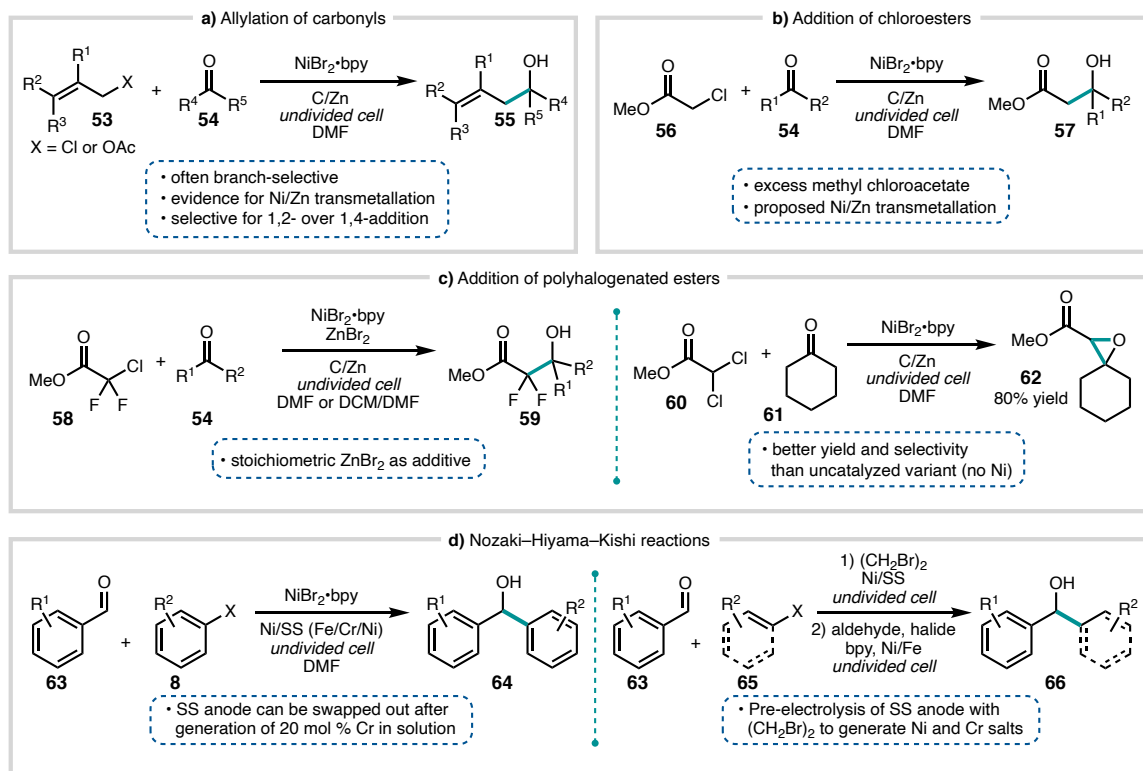 a) Allylation of carbonyls
R1
R2
X
R3
53
+
O
R4
R5
54
NiBr2•bpy
C/Zn
undivided cell
DMF
R1
OH
R2
R4
R5
R3
55
X = Cl or OAc
• often branch-selective
• evidence for Ni/Zn transmetallation
• selective for 1,2- over 1,4-addition
b) Addition of chloroesters
O
MeO
Cl
56
+
O
R1
R2
54
NiBr2•bpy
C/Zn
undivided cell
DMF
O
OH
MeO
R2
R1
57
• excess methyl chloroacetate
• proposed Ni/Zn transmetallation
c) Addition of polyhalogenated esters
O
MeO
Cl
F
F
58
+
O
R1
R2
54
NiBr2•bpy
ZnBr2
C/Zn
undivided cell
DMF or DCM/DMF
O
OH
MeO
R2
R1
F
F
59
• stoichiometric ZnBr2 as additive
O
MeO
Cl
Cl
60
+
O
61
NiBr2•bpy
C/Zn
undivided cell
DMF
O
MeO
O
62
80% yield
• better yield and selectivity
than uncatalyzed variant (no Ni)
d) Nozaki–Hiyama–Kishi reactions
R1
O
63
+
R2
X
8
NiBr2•bpy
Ni/SS (Fe/Cr/Ni)
undivided cell
DMF
R1
OH
R2
64
• SS anode can be swapped out after
generation of 20 mol % Cr in solution
R1
O
63
+
R2
X
65
1) (CH2Br)2
Ni/SS
undivided cell
2) aldehyde, halide
bpy, Ni/Fe
undivided cell
R1
OH
R2
66
• Pre-electrolysis of SS anode with
(CH2Br)2 to generate Ni and Cr salts